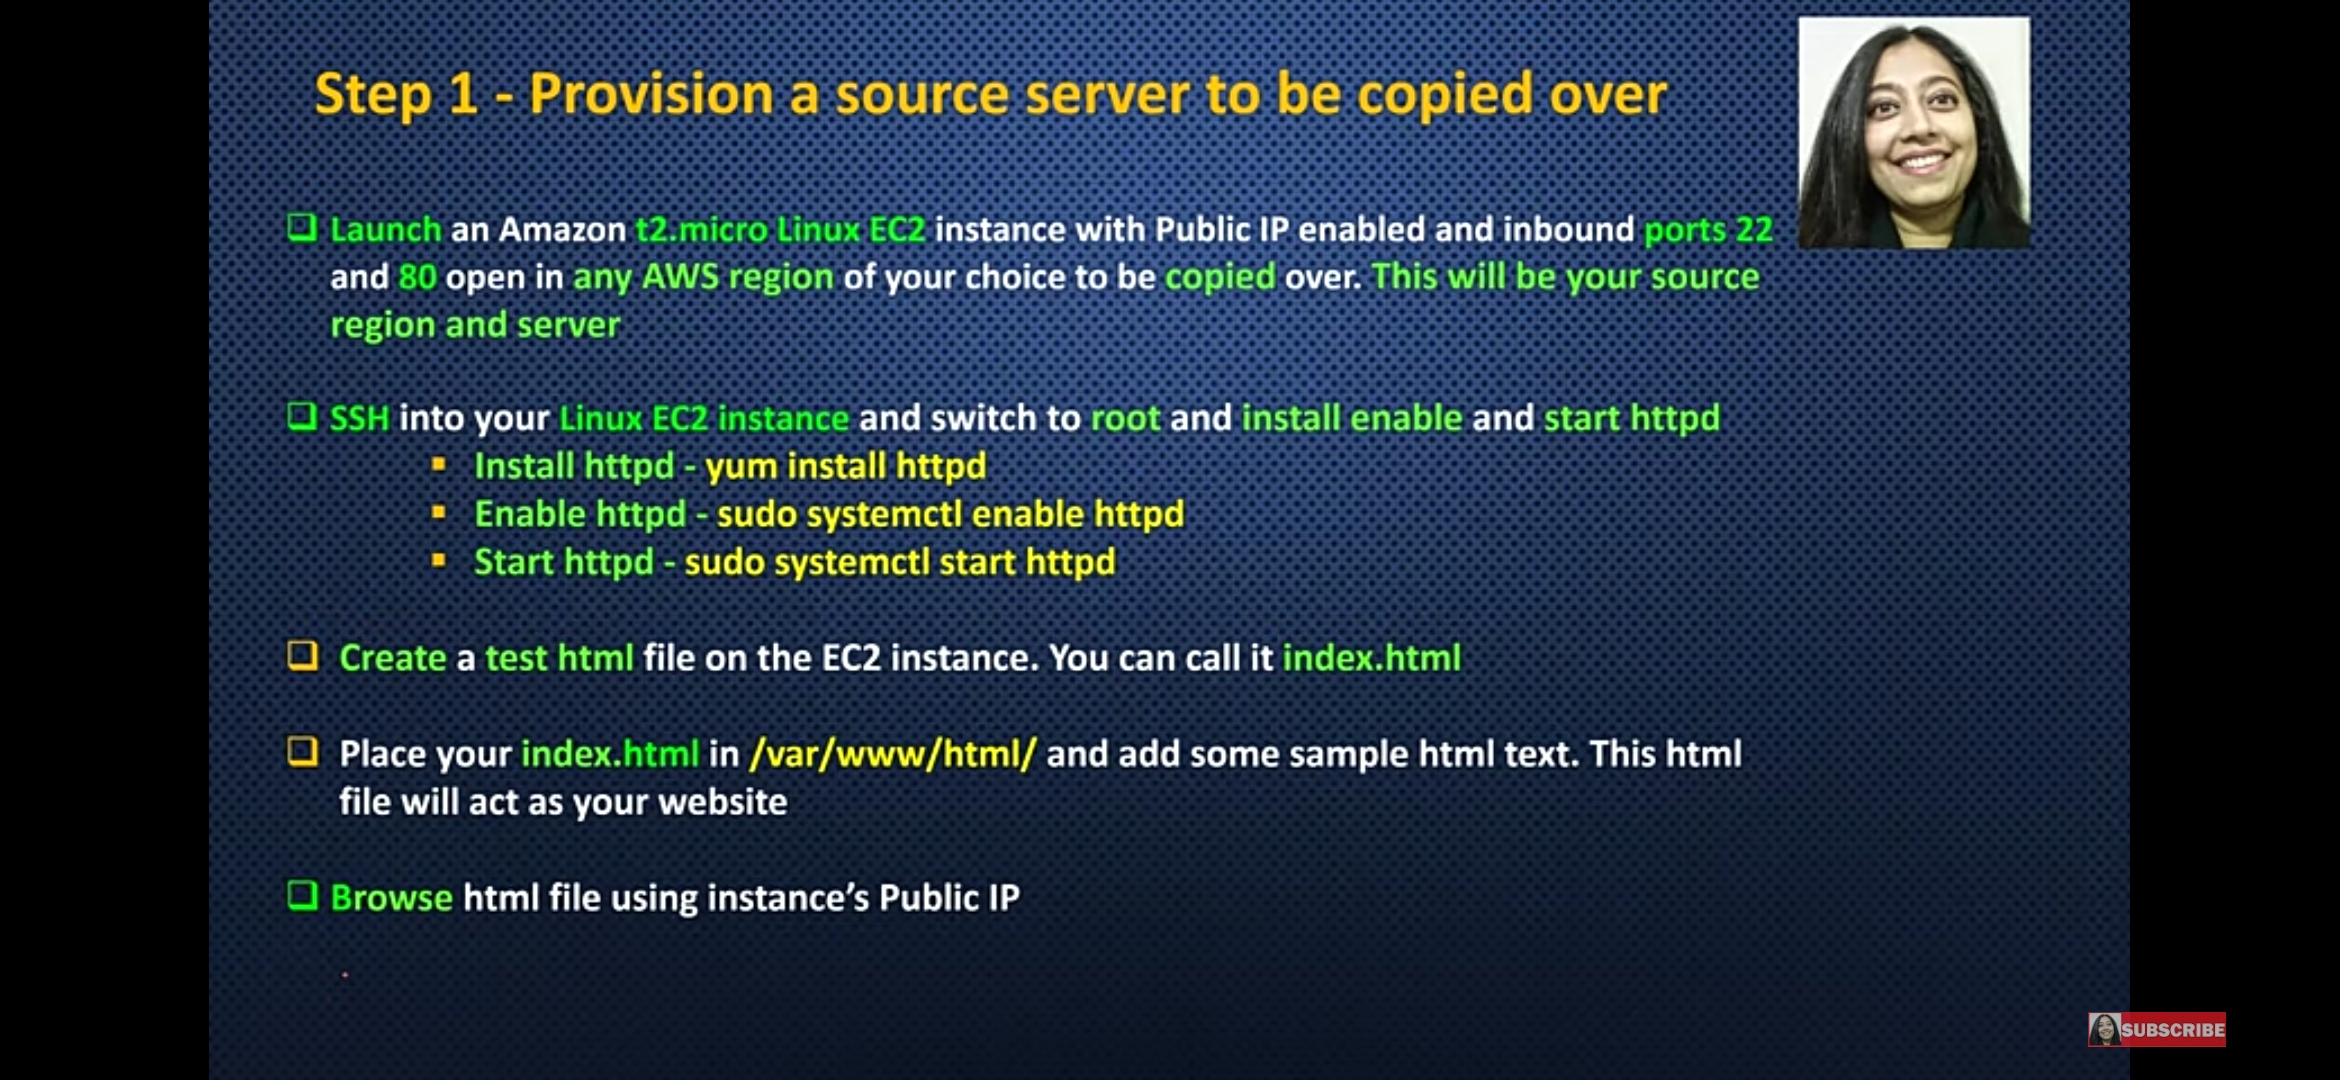 Step 1 - Provision a source server to be copied over
Launch an Amazon t2.micro Linux EC2 instance with Public IP enabled and inbound ports 22
and 80 open in any AWS region of your choice to be copied over. This will be your source
region and server
SSH into your Linux EC2 instance and switch to root and install enable and start httpd
Install httpd - yum install httpd
Enable httpd - sudo systemctl enable httpd
Start httpd - sudo systemctl start httpd
Create a test html file on the EC2 instance. You can call it index.html
Place your index.html in /var/www/html/ and add some sample html text. This html
file will act as your website
Browse html file using instance’s Public IP
SUBSCRIBE